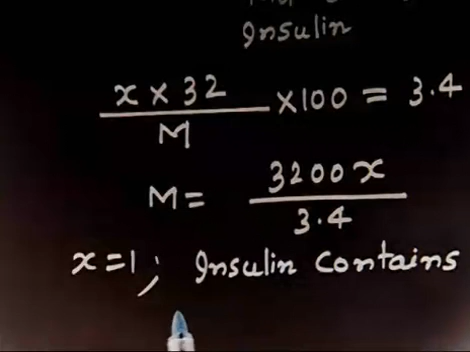 Insulin
x × 32
M
×100 = 3.4
M = 3200x
3.4
x=1; Insulin contains